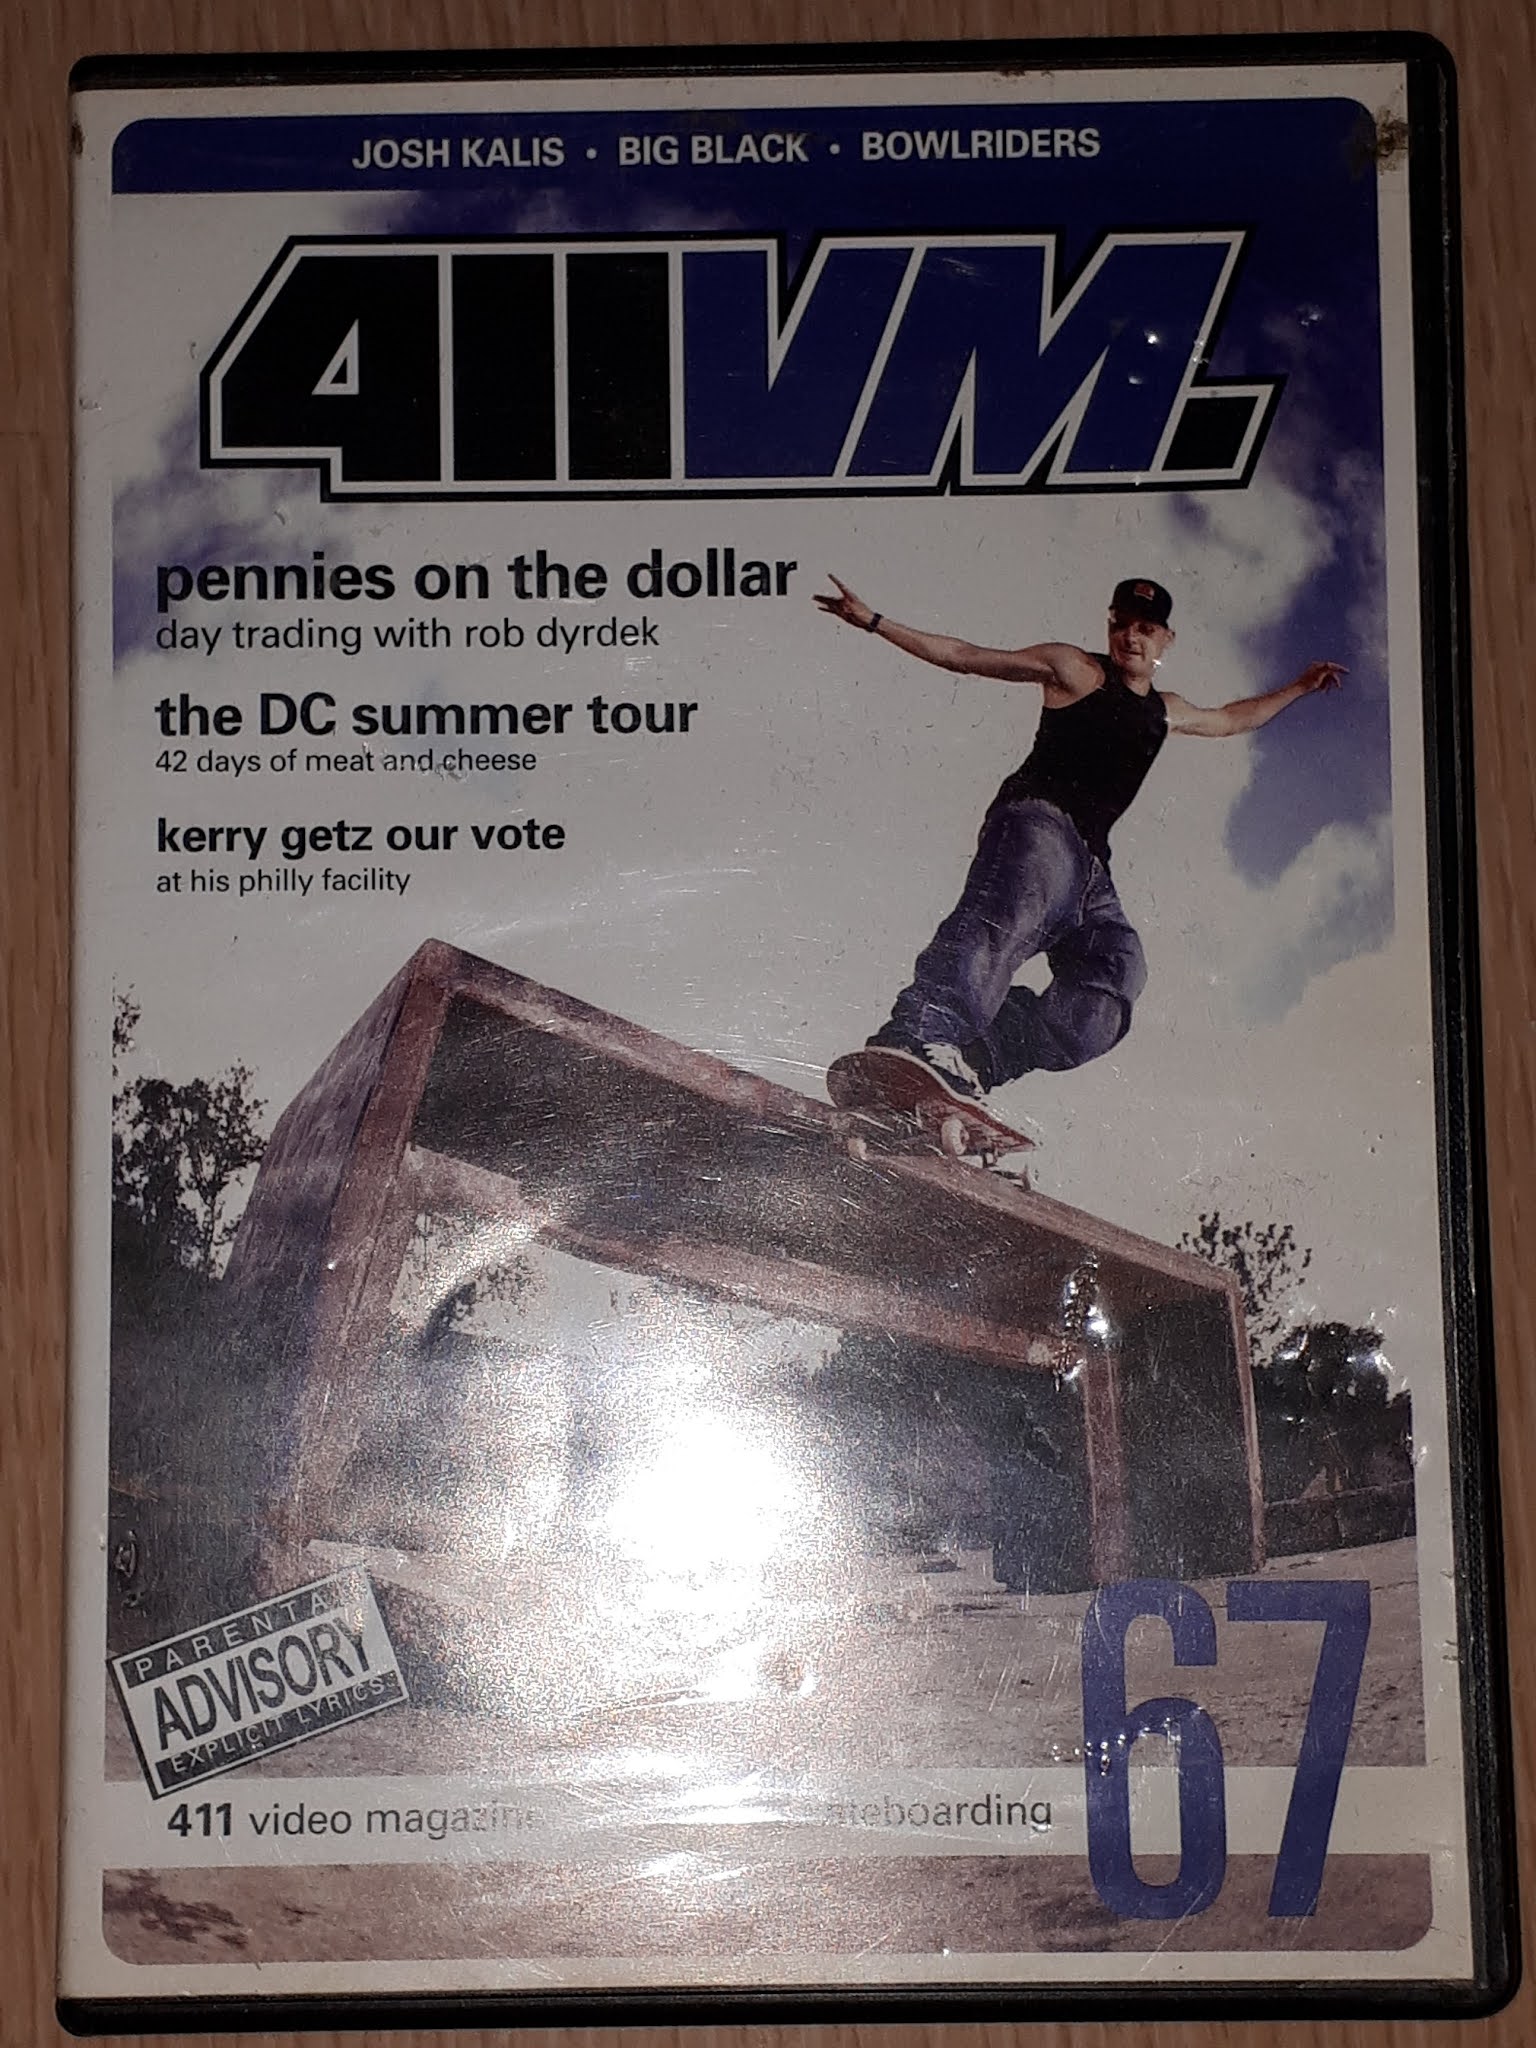 JOSH KALIS • BIG BLACK • BOWLRIDERS
411VM.
pennies on the dollar
day trading with rob dyrdek
the DC summer tour
42 days of meat and cheese
kerry getz our vote
at his philly facility
PARENTAL
ADVISORY
EXPLICIT LYRICS
411 video magazine
67